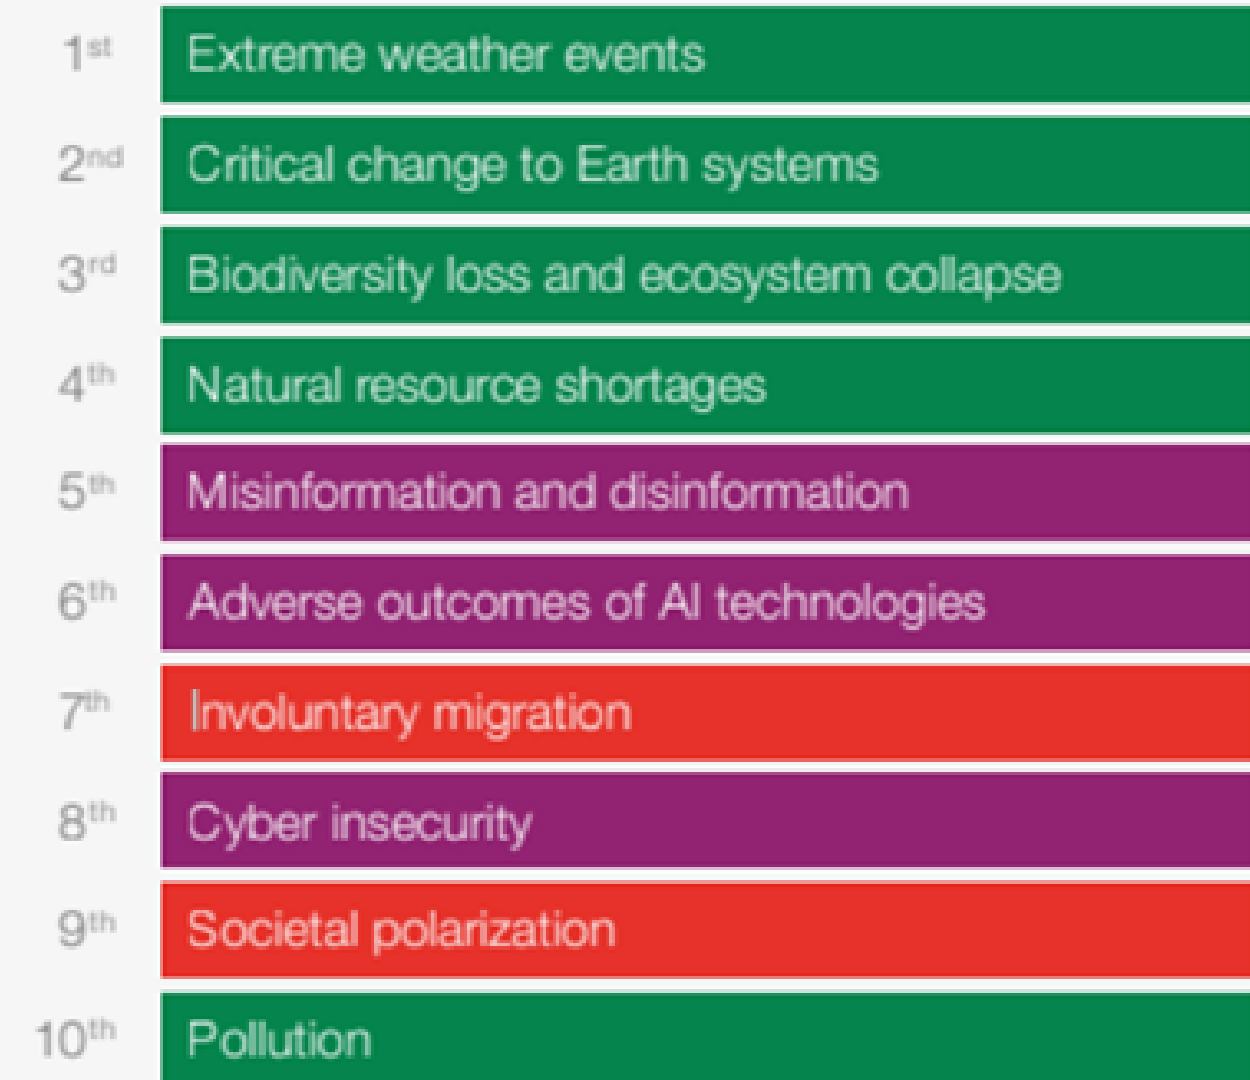 1st Extreme weather events
2nd Critical change to Earth systems
3rd Biodiversity loss and ecosystem collapse
4th Natural resource shortages
5th Misinformation and disinformation
6th Adverse outcomes of AI technologies
7th Involuntary migration
8th Cyber insecurity
9th Societal polarization
10th Pollution